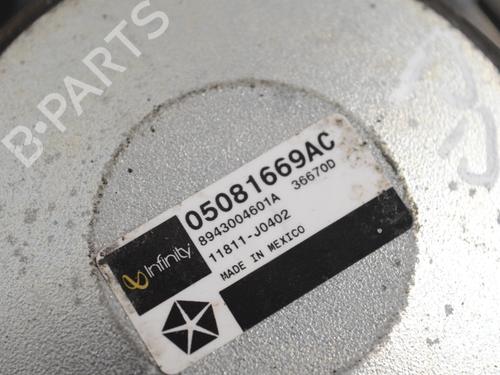 B-PARTS
05081669AC
8943004601A 36670D
11811-J0402
MADE IN MEXICO
Infinity